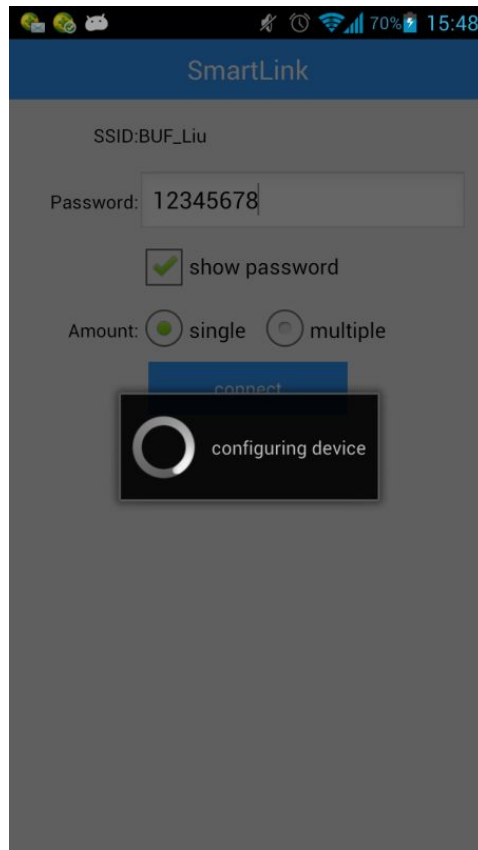 70% 15:48
SmartLink
SSID:BUF_Liu
Password: 12345678
show password
Amount: single multiple
connect
configuring device